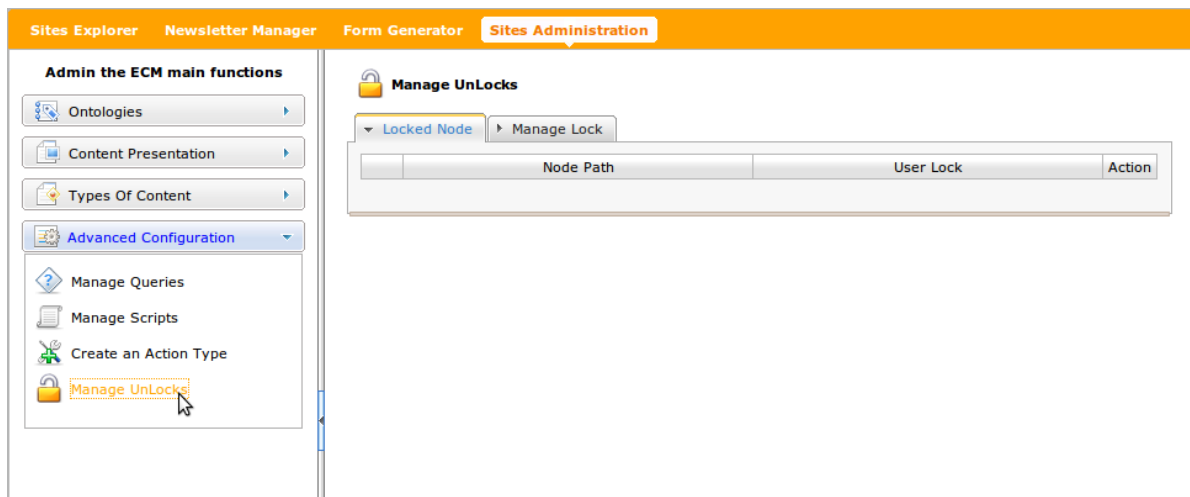 Sites Explorer Newsletter Manager Form Generator Sites Administration
Admin the ECM main functions
Ontologies
Content Presentation
Types Of Content
Advanced Configuration
Manage Queries
Manage Scripts
Create an Action Type
Manage UnLocks
Manage UnLocks
Locked Node Manage Lock
Node Path User Lock Action